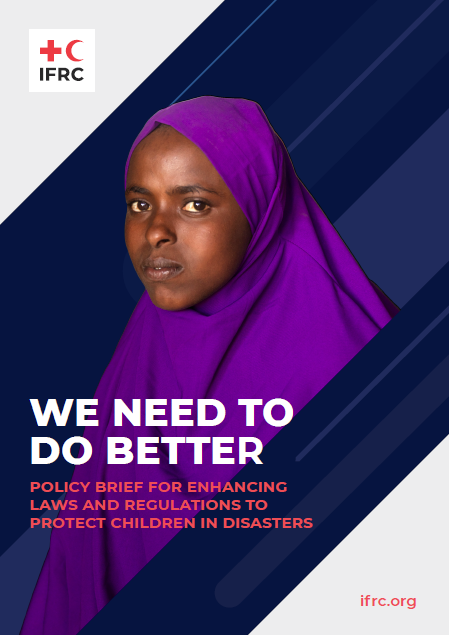 IFRC
WE NEED TO
DO BETTER
POLICY BRIEF FOR ENHANCING
LAWS AND REGULATIONS TO
PROTECT CHILDREN IN DISASTERS
ifrc.org